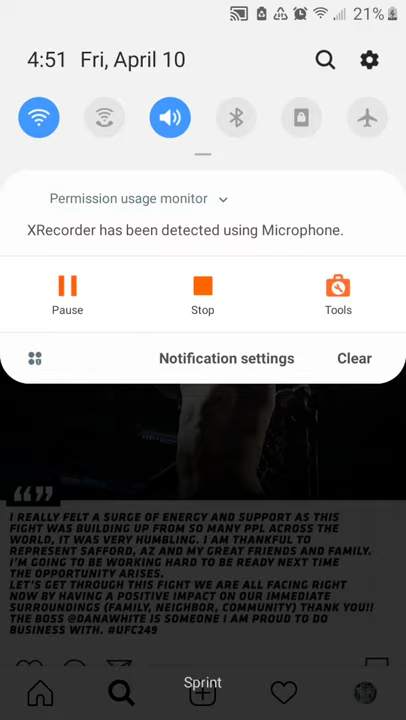 21%
4:51 Fri, April 10
Permission usage monitor
XRecorder has been detected using Microphone.
Pause Stop Tools
Notification settings Clear
I REALLY FELT A SURGE OF ENERGY AND SUPPORT AS THIS
FIGHT WAS BUILDING UP FROM SO MANY PPL ACROSS THE
WORLD, IT WAS VERY HUMBLING. I AM THANKFUL TO
REPRESENT SAFFORD, AZ AND MY GREAT FRIENDS AND FAMILY.
I'M GOING TO BE WORKING HARD TO BE READY NEXT TIME
THE OPPORTUNITY ARISES.
LET'S GET THROUGH THIS FIGHT WE ARE ALL FACING RIGHT
NOW BY HAVING A POSITIVE IMPACT ON OUR IMMEDIATE
SURROUNDINGS (FAMILY, NEIGHBOR, COMMUNITY) THANK YOU!!
THE BOSS @DANAWHITE IS SOMEONE I AM PROUD TO DO
BUSINESS WITH. #UFC249
Sprint